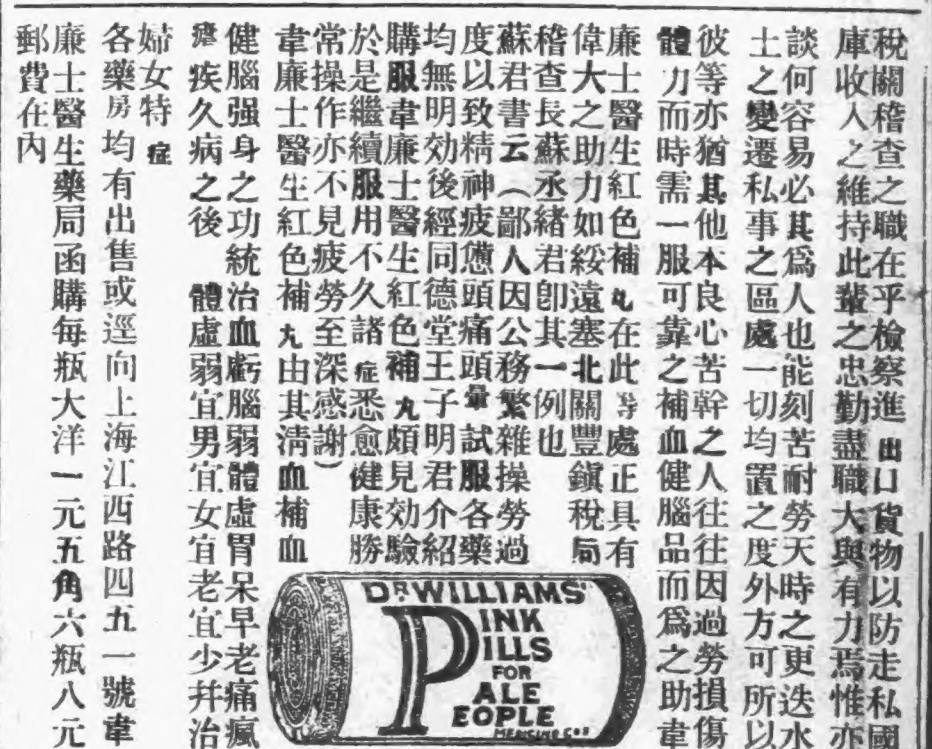 稅關稽查之職在乎檢察進出口貨物以防走私國
庫收入之維持此輩之忠勤盡職大與有力焉惟亦
談何容易必其爲人也能刻苦耐勞天時之更迭水
士之變遷私事之區處一切均置之度外方可所以
彼等亦猶其他本良心苦幹之人往往因過勞損傷
體力而時需一服可靠之補血健腦品而爲之助韋
廉士醫生紅色補丸在此等處正具有
偉大之助力如綏遠塞北關豐鎭稅局
稽查長蘇丞緒君卽其一例也
蘇君書云（鄙人因公務繁雜操勞過
度以致精神疲憊頭痛頭暈試服各藥
均無明効後經同德堂王子明君介紹
購服韋廉士醫生紅色補丸頗見効驗
於是繼續服用不久諸症悉愈健康勝
常操作亦不見疲勞至深感謝）
韋廉士醫生紅色補丸由其淸血補血
健腦强身之功統治血虧腦弱體虛胃呆早老痛瘋
瘧疾久病之後 體虛弱宜男宜女宜老宜少幷治
婦女特症
各藥房均有出售或逕向上海江西路四五一號韋
廉士醫生藥局函購每瓶大洋一元五角六瓶八元
郵費在內
DR WILLIAMS'
PINK
PILLS
FOR
PALE
PEOPLE
MEDICINE CO